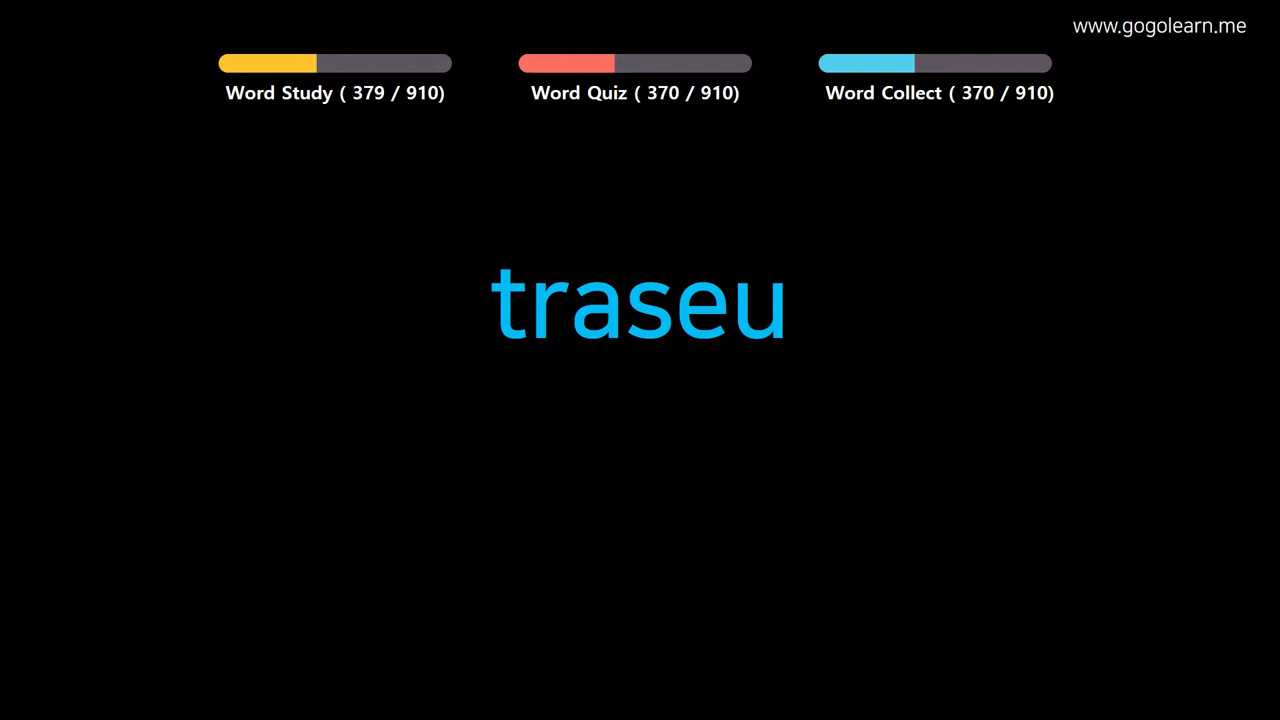 www.gogolearn.me
Word Study ( 379 / 910)
Word Quiz ( 370 / 910)
Word Collect ( 370 / 910)
traseu